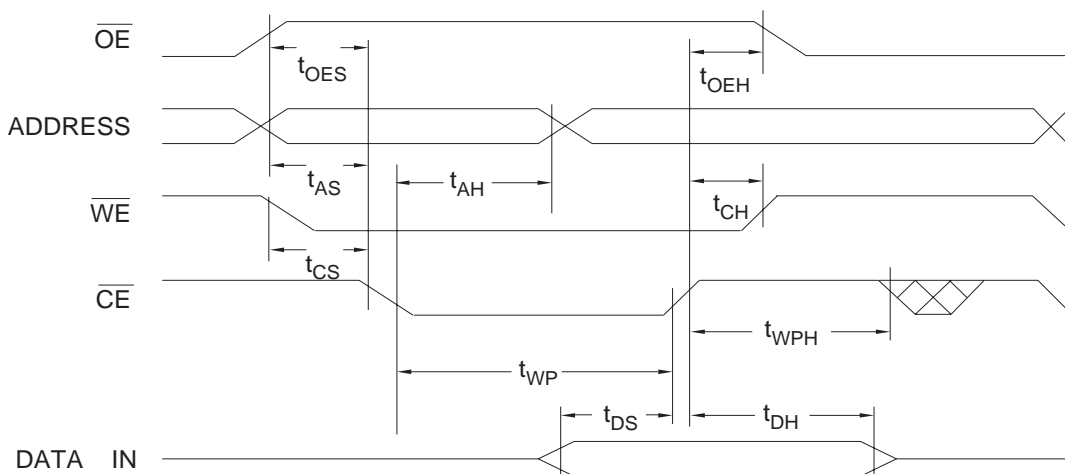 OE
tOES
tOEH
ADDRESS
tAS
tAH
WE
tCH
tCS
CE
tWPH
tWP
tDS
tDH
DATA IN